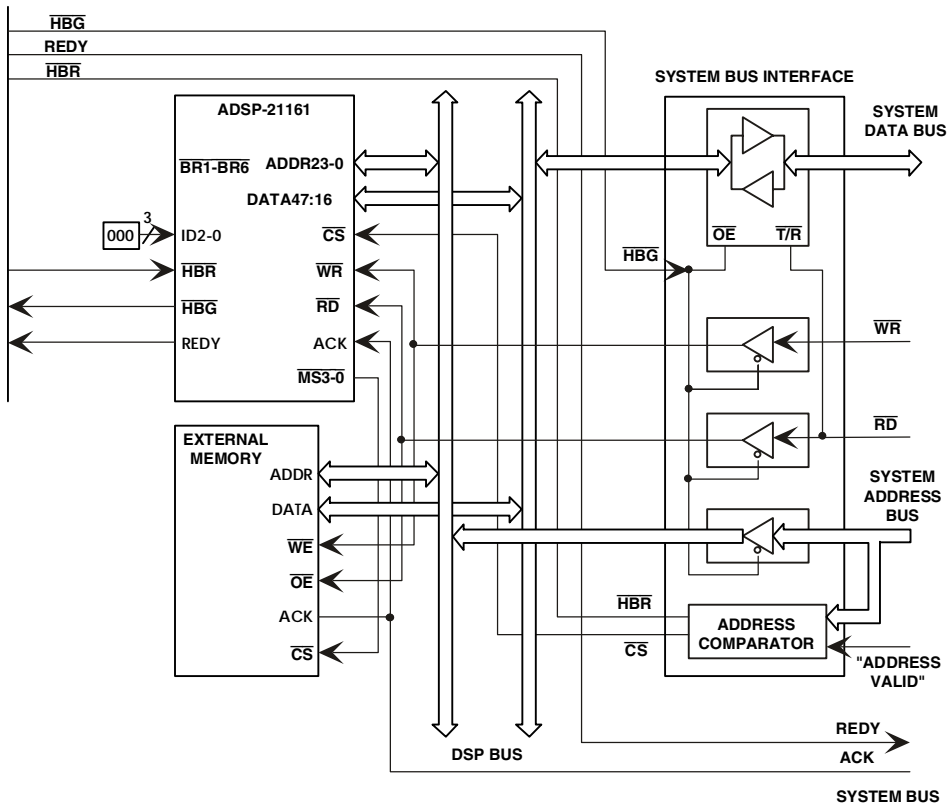 HBG
REDY
HBR
SYSTEM BUS INTERFACE
ADSP-21161
SYSTEM
DATA BUS
BR1-BR6 ADDR23-0
DATA47:16
3
000
ID2-0
CS
OE
T/R
HBG
HBR
WR
HBG
RD
WR
REDY
ACK
MS3-0
RD
EXTERNAL
MEMORY
ADDR
SYSTEM
ADDRESS
BUS
DATA
WE
OE
HBR
ACK
ADDRESS
COMPARATOR
CS
CS
"ADDRESS
VALID"
REDY
DSP BUS
ACK
SYSTEM BUS